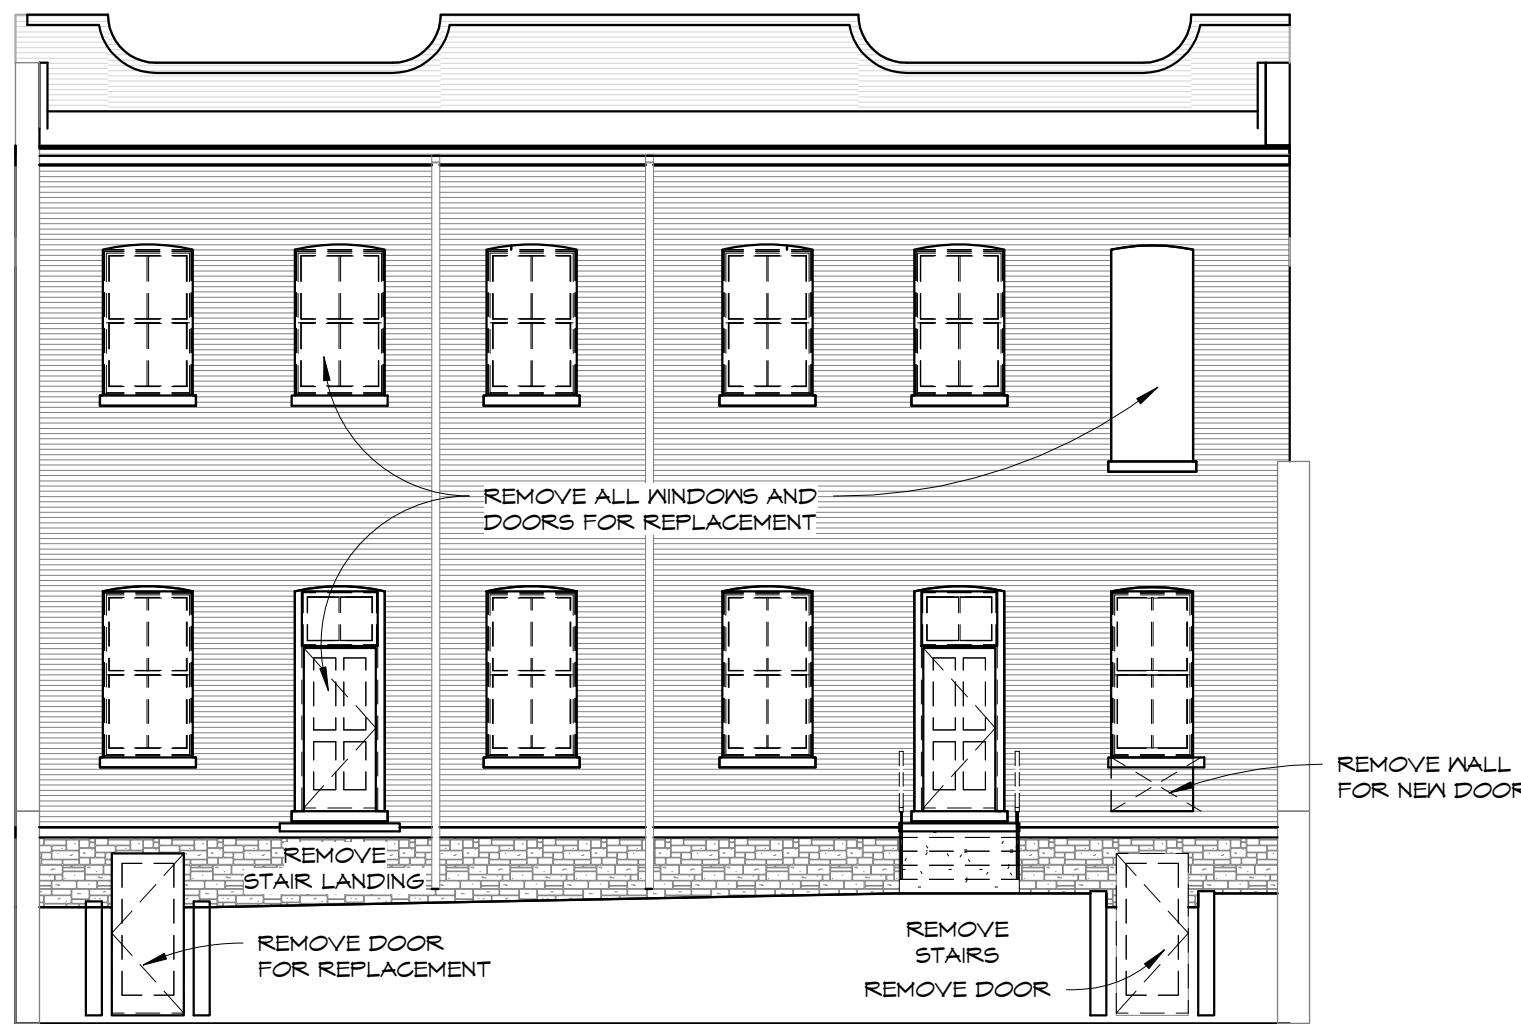 REMOVE ALL WINDOWS AND
DOORS FOR REPLACEMENT
REMOVE WALL
FOR NEW DOOR
REMOVE
STAIR LANDING
REMOVE DOOR
FOR REPLACEMENT
REMOVE
STAIRS
REMOVE DOOR